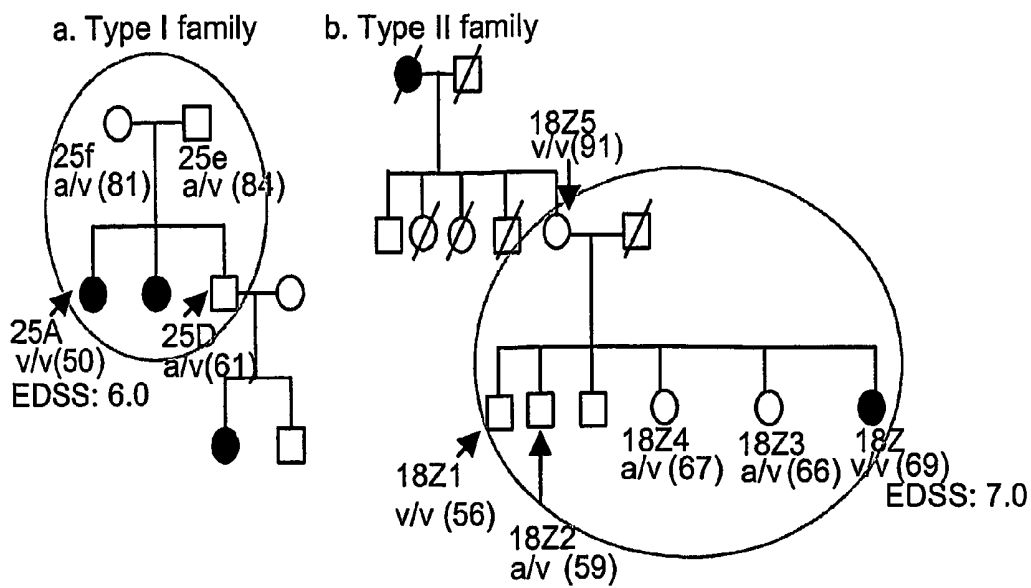 a. Type I family
b. Type II family
25f
a/v (81)
25e
a/v (84)
25A
v/v(50)
EDSS: 6.0
25D
a/v(61)
18Z5
v/v(91)
18Z1
v/v (56)
18Z2
a/v (59)
18Z4
a/v (67)
18Z3
a/v (66)
18Z
v/v (69)
EDSS: 7.0